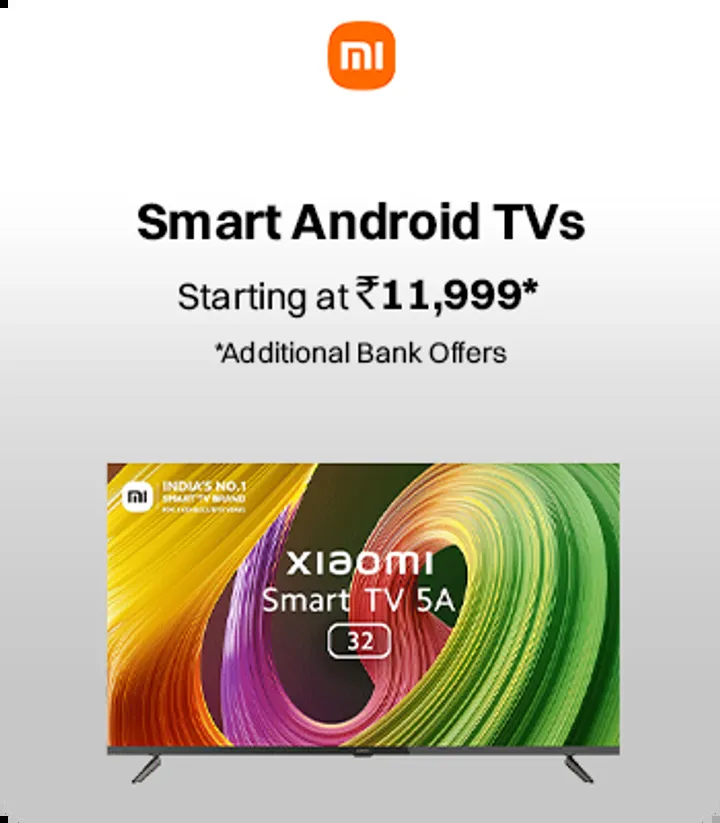 mi
Smart Android TVs
Starting at ₹11,999*
*Additional Bank Offers
mi
INDIA'S NO.1
SMART TV BRAND
xiaomi
Smart TV 5A
32